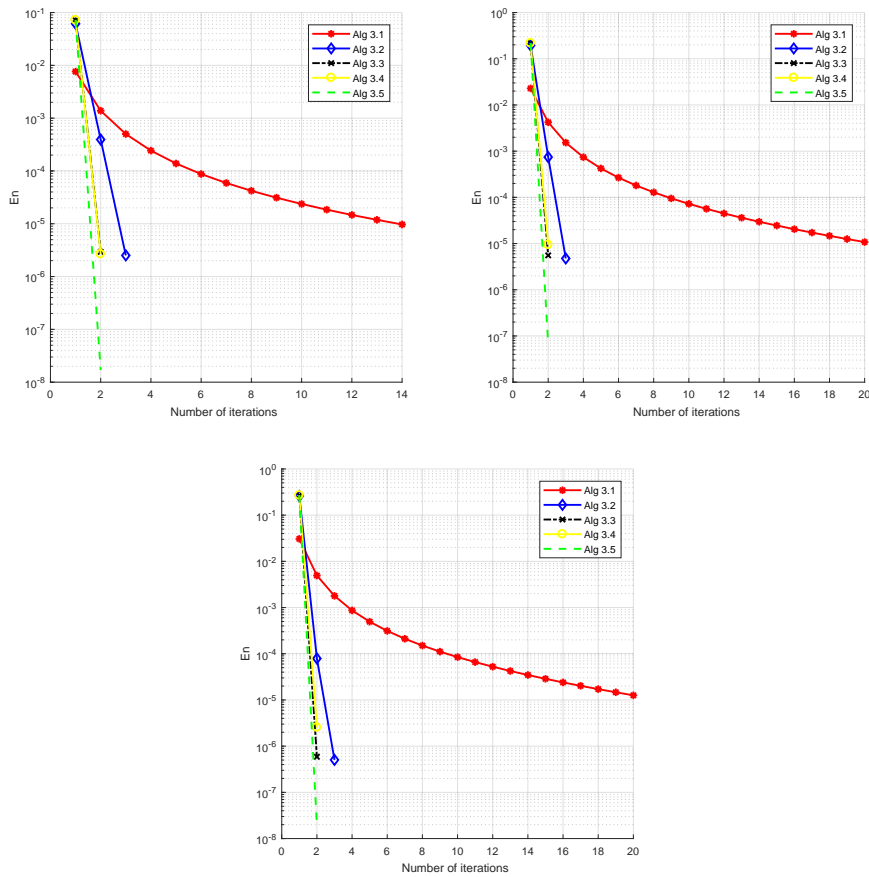 En
10^-1
10^-2
10^-3
10^-4
10^-5
10^-6
10^-7
10^-8
0 2 4 6 8 10 12 14
Number of iterations
Alg 3.1
Alg 3.2
Alg 3.3
Alg 3.4
Alg 3.5
En
10^0
10^-1
10^-2
10^-3
10^-4
10^-5
10^-6
10^-7
10^-8
0 2 4 6 8 10 12 14 16 18 20
Number of iterations
Alg 3.1
Alg 3.2
Alg 3.3
Alg 3.4
Alg 3.5
En
10^0
10^-1
10^-2
10^-3
10^-4
10^-5
10^-6
10^-7
10^-8
0 2 4 6 8 10 12 14 16 18 20
Number of iterations
Alg 3.1
Alg 3.2
Alg 3.3
Alg 3.4
Alg 3.5